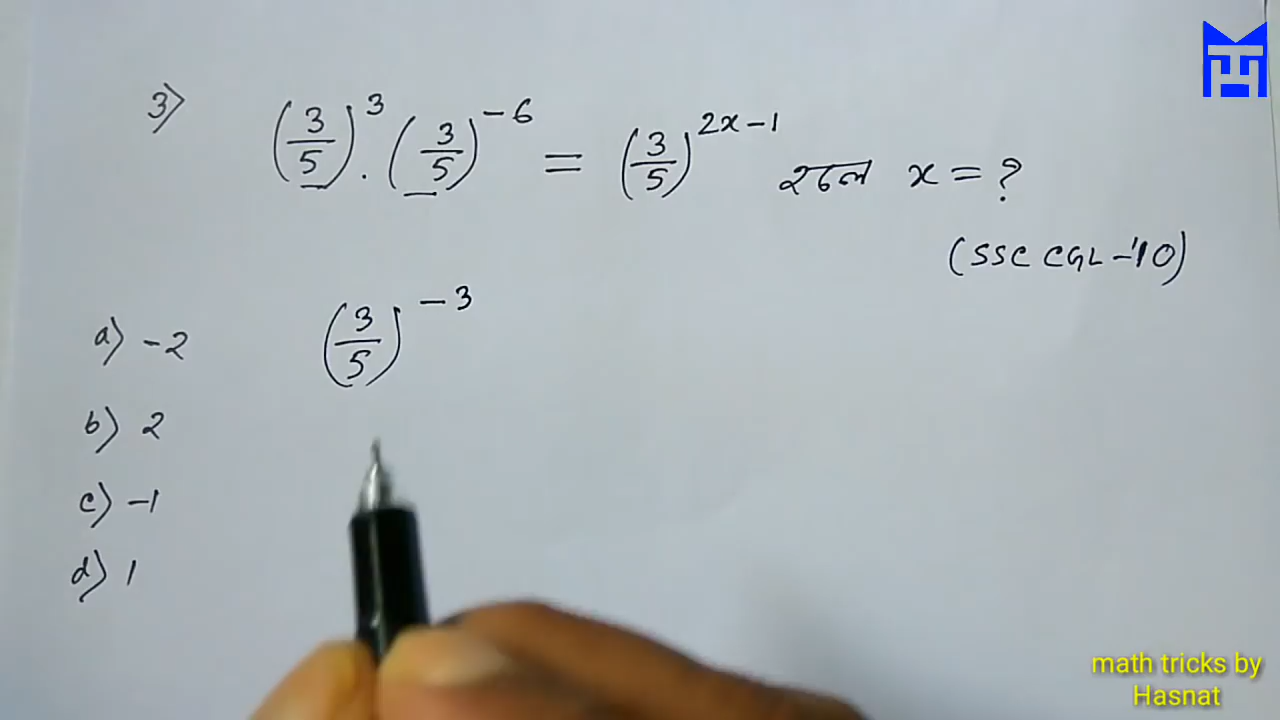 3) (3/5)^3 . (3/5)^-6 = (3/5)^2x-1 হলে x = ?
(SSC CGL -'10)
(3/5)^-3
a) -2
b) 2
c) -1
d) 1
math tricks by
Hasnat